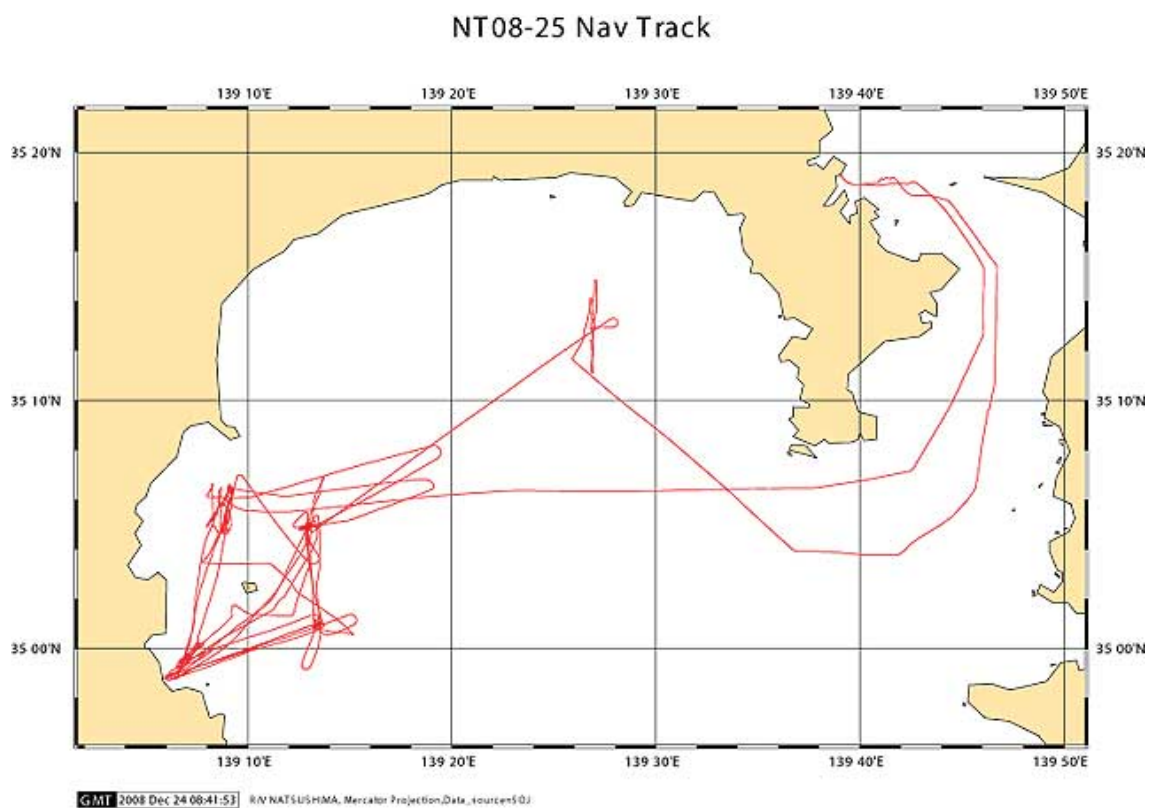 NT08-25 Nav Track
139 10'E 139 20'E 139 30'E 139 40'E 139 50'E
35 20'N 35 20'N
35 10'N 35 10'N
35 00'N 35 00'N
139 10'E 139 20'E 139 30'E 139 40'E 139 50'E
GMT 2008 Dec 24 08:41:53 R/V NATSUSHIMA, Mercator Projection,Data_source=SOJ